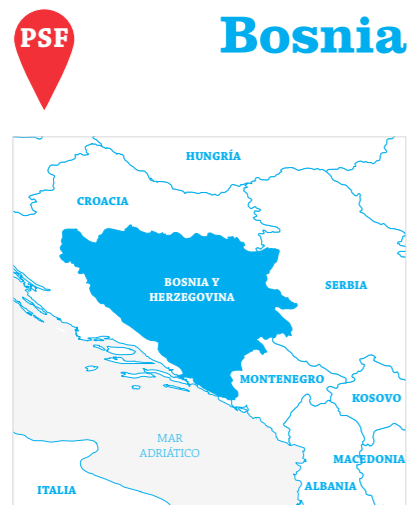 PSF
Bosnia
HUNGRÍA
CROACIA
BOSNIA Y
HERZEGOVINA
SERBIA
MONTENEGRO
KOSOVO
MAR
ADRIÁTICO
MACEDONIA
ITALIA
ALBANIA